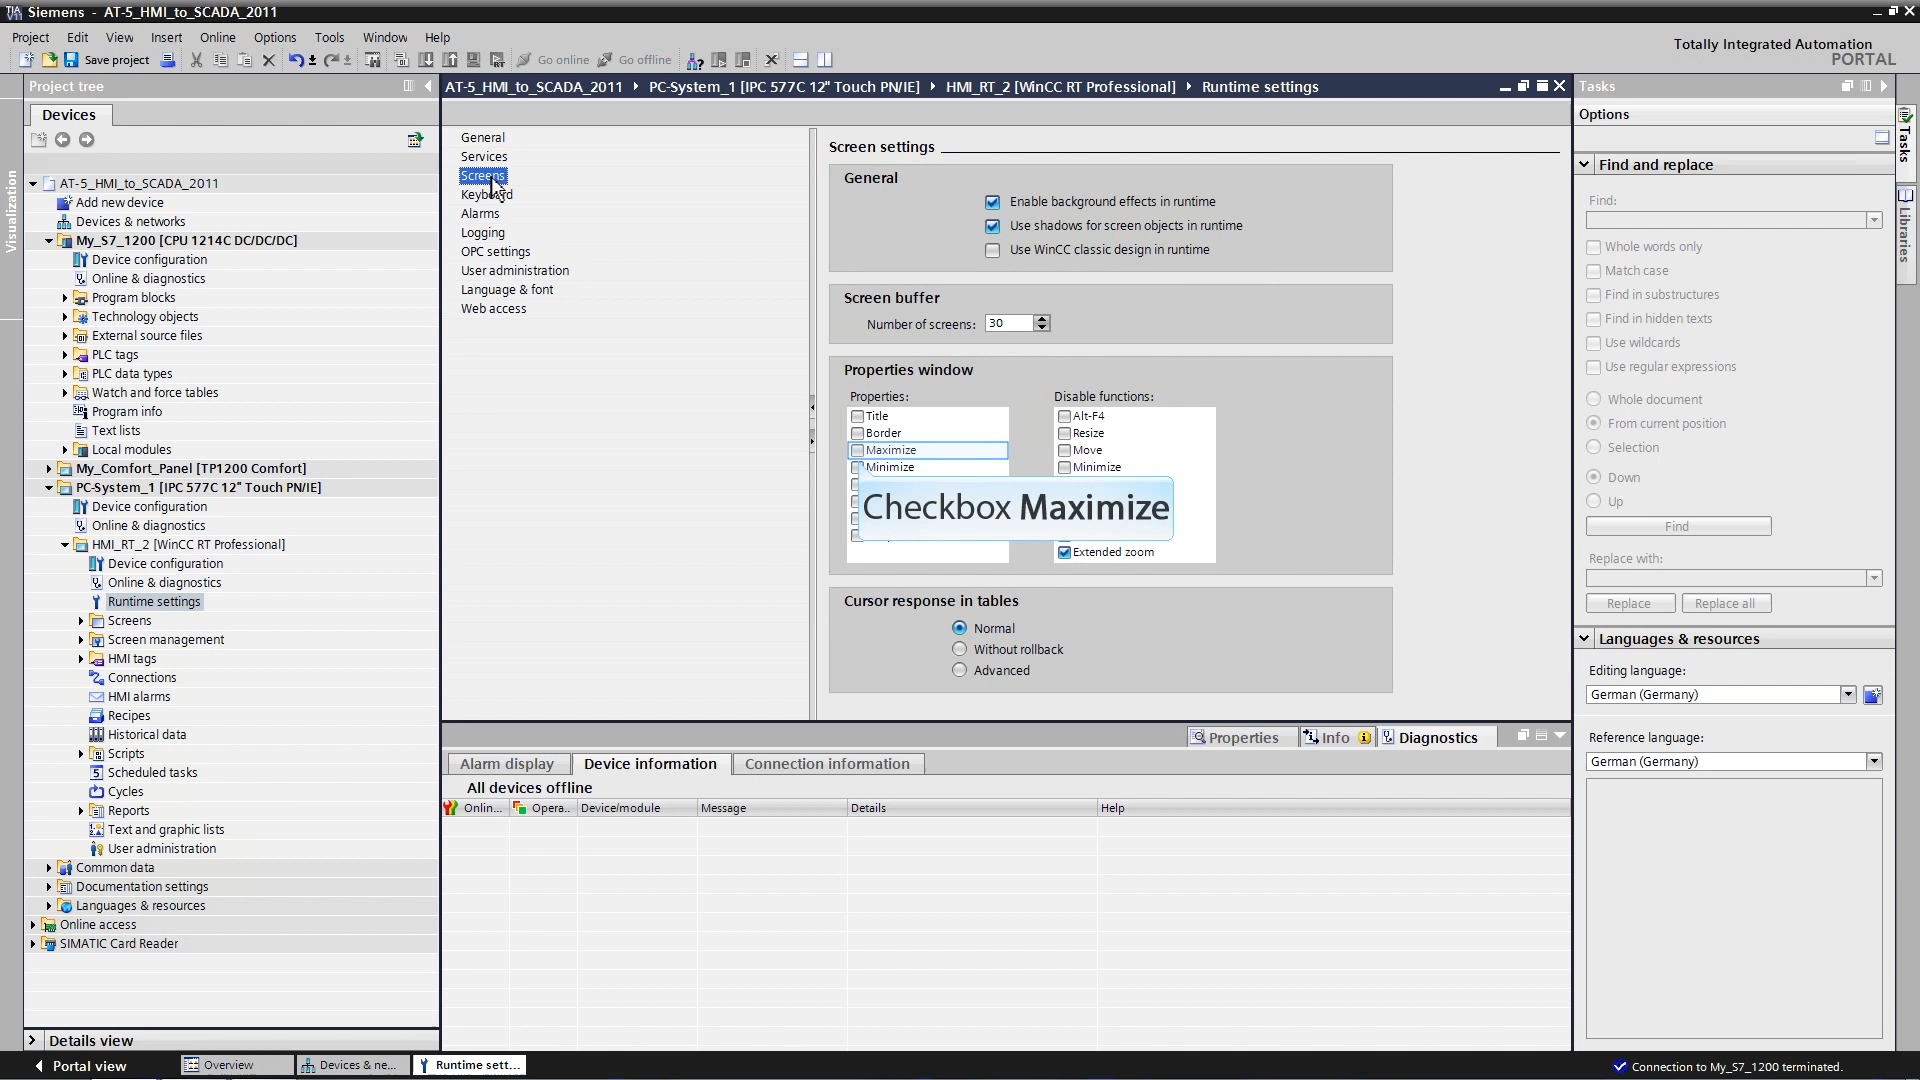 Siemens - AT-5_HMI_to_SCADA_2011
Project Edit View Insert Online Options Tools Window Help
Totally Integrated Automation
PORTAL
Save project
Go online
Go offline
Project tree
AT-5_HMI_to_SCADA_2011 PC-System_1 [IPC 577C 12" Touch PN/IE] HMI_RT_2 [WinCC RT Professional] Runtime settings
Tasks
Devices
Visualization
AT-5_HMI_to_SCADA_2011
Add new device
Devices & networks
My_S7_1200 [CPU 1214C DC/DC/DC]
Device configuration
Online & diagnostics
Program blocks
Technology objects
External source files
PLC tags
PLC data types
Watch and force tables
Program info
Text lists
Local modules
My_Comfort_Panel [TP1200 Comfort]
PC-System_1 [IPC 577C 12" Touch PN/IE]
Device configuration
Online & diagnostics
HMI_RT_2 [WinCC RT Professional]
Device configuration
Online & diagnostics
Runtime settings
Screens
Screen management
HMI tags
Connections
HMI alarms
Recipes
Historical data
Scripts
Scheduled tasks
Cycles
Reports
Text and graphic lists
User administration
Common data
Documentation settings
Languages & resources
Online access
SIMATIC Card Reader
Details view
General
Services
Screens
Keyboard
Alarms
Logging
OPC settings
User administration
Language & font
Web access
Screen settings
General
Enable background effects in runtime
Use shadows for screen objects in runtime
Use WinCC classic design in runtime
Screen buffer
Number of screens: 30
Properties window
Properties:
Title
Border
Maximize
Minimize
Disable functions:
Alt-F4
Resize
Move
Minimize
Extended zoom
Checkbox Maximize
Cursor response in tables
Normal
Without rollback
Advanced
Properties
Info
Diagnostics
Alarm display
Device information
Connection information
All devices offline
Onlin...
Opera..
Device/module
Message
Details
Help
Options
Find and replace
Find:
Whole words only
Match case
Find in substructures
Find in hidden texts
Use wildcards
Use regular expressions
Whole document
From current position
Selection
Down
Up
Find
Replace with:
Replace
Replace all
Languages & resources
Editing language:
German (Germany)
Reference language:
German (Germany)
Tasks
Libraries
Portal view
Overview
Devices & ne...
Runtime sett...
Connection to My_S7_1200 terminated.